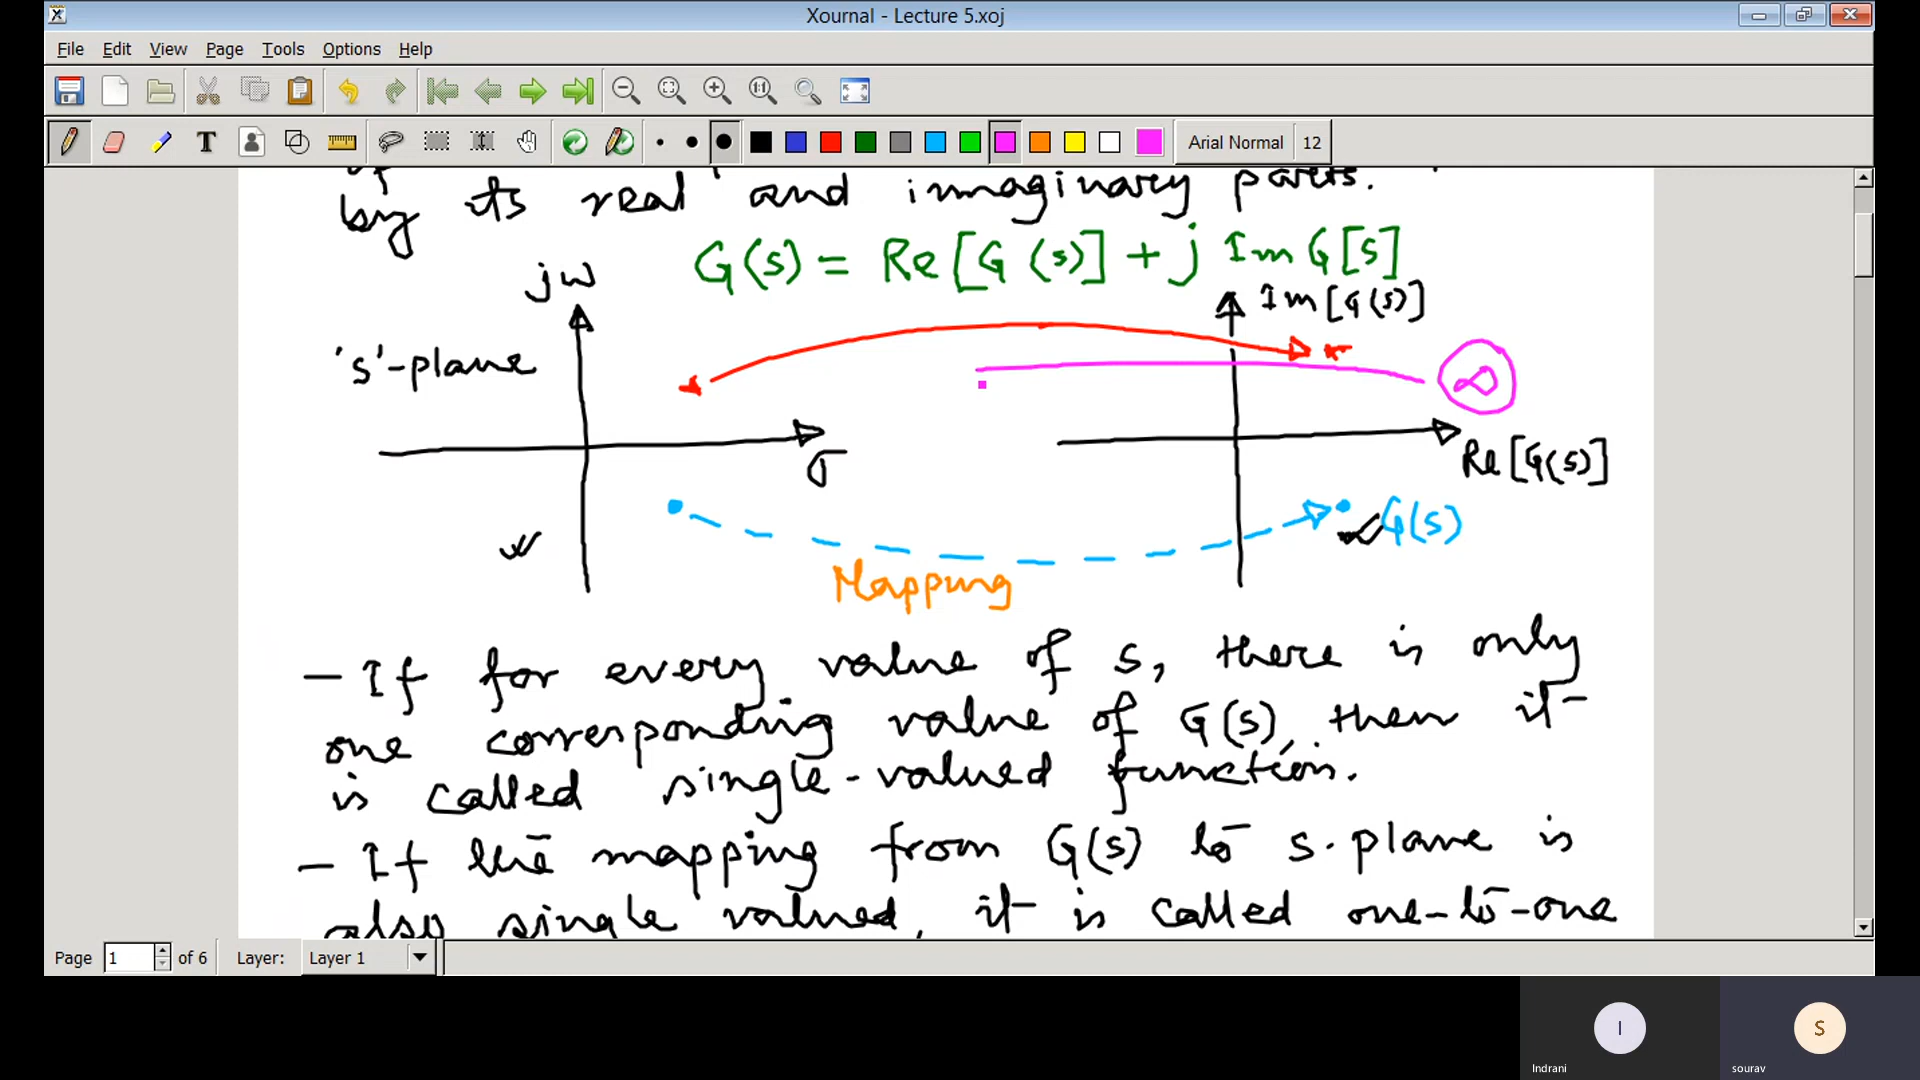 Xournal - Lecture 5.xoj
File Edit View Page Tools Options Help
Arial Normal 12
by its real and imaginary parts.
G(s) = Re[G(s)] + j Im G[s]
jω
Im[G(s)]
's'-plane
∞
σ
Re[G(s)]
G(s)
Mapping
- If for every value of s, there is only
one corresponding value of G(s), then it
is called single-valued function.
- If the mapping from G(s) to s-plane is
also single valued, it is called one-to-one
Page 1 of 6 Layer: Layer 1
I S
Indrani sourav